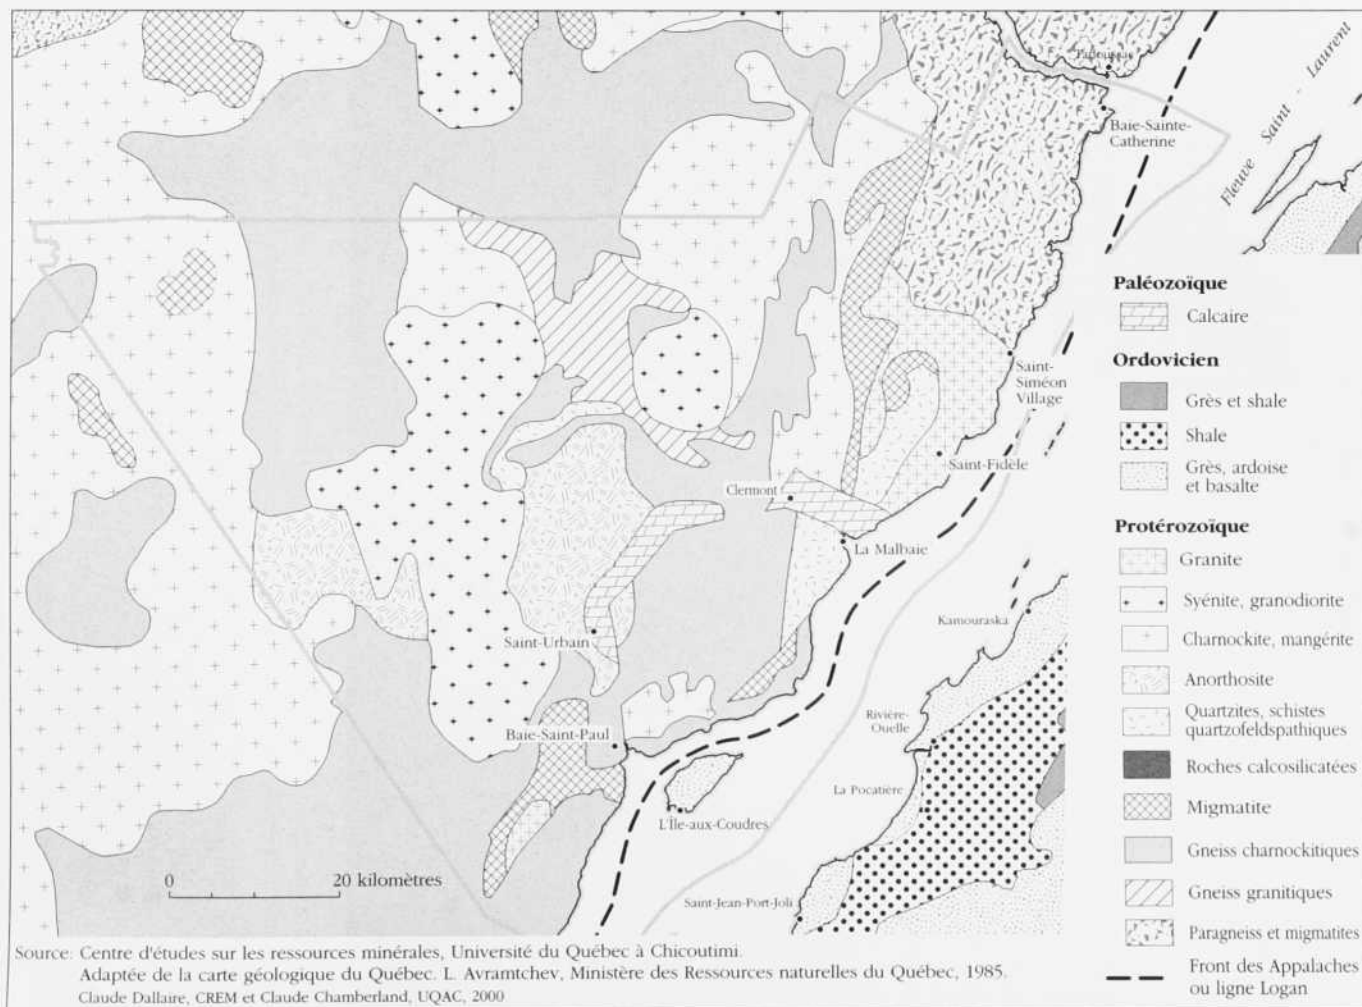 Tadoussac
Baie-Sainte-
Catherine
Fleuve Saint - Laurent
Saint-
Siméon
Village
Saint-Fidèle
Clermont
La Malbaie
Kamouraska
Saint-Urbain
Rivière-
Ouelle
Baie-Saint-Paul
La Pocatière
L'Île-aux-Coudres
Saint-Jean-Port-Joli
0 20 kilomètres
Paléozoïque
Calcaire
Ordovicien
Grès et shale
Shale
Grès, ardoise
et basalte
Protérozoïque
Granite
Syénite, granodiorite
Charnockite, mangérite
Anorthosite
Quartzites, schistes
quartzofeldspathiques
Roches calcosilicatées
Migmatite
Gneiss charnockitiques
Gneiss granitiques
Paragneiss et migmatites
Front des Appalaches
ou ligne Logan
Source: Centre d'études sur les ressources minérales, Université du Québec à Chicoutimi.
Adaptée de la carte géologique du Québec. L. Avramtchev, Ministère des Ressources naturelles du Québec, 1985.
Claude Dallaire, CREM et Claude Chamberland, UQAC, 2000